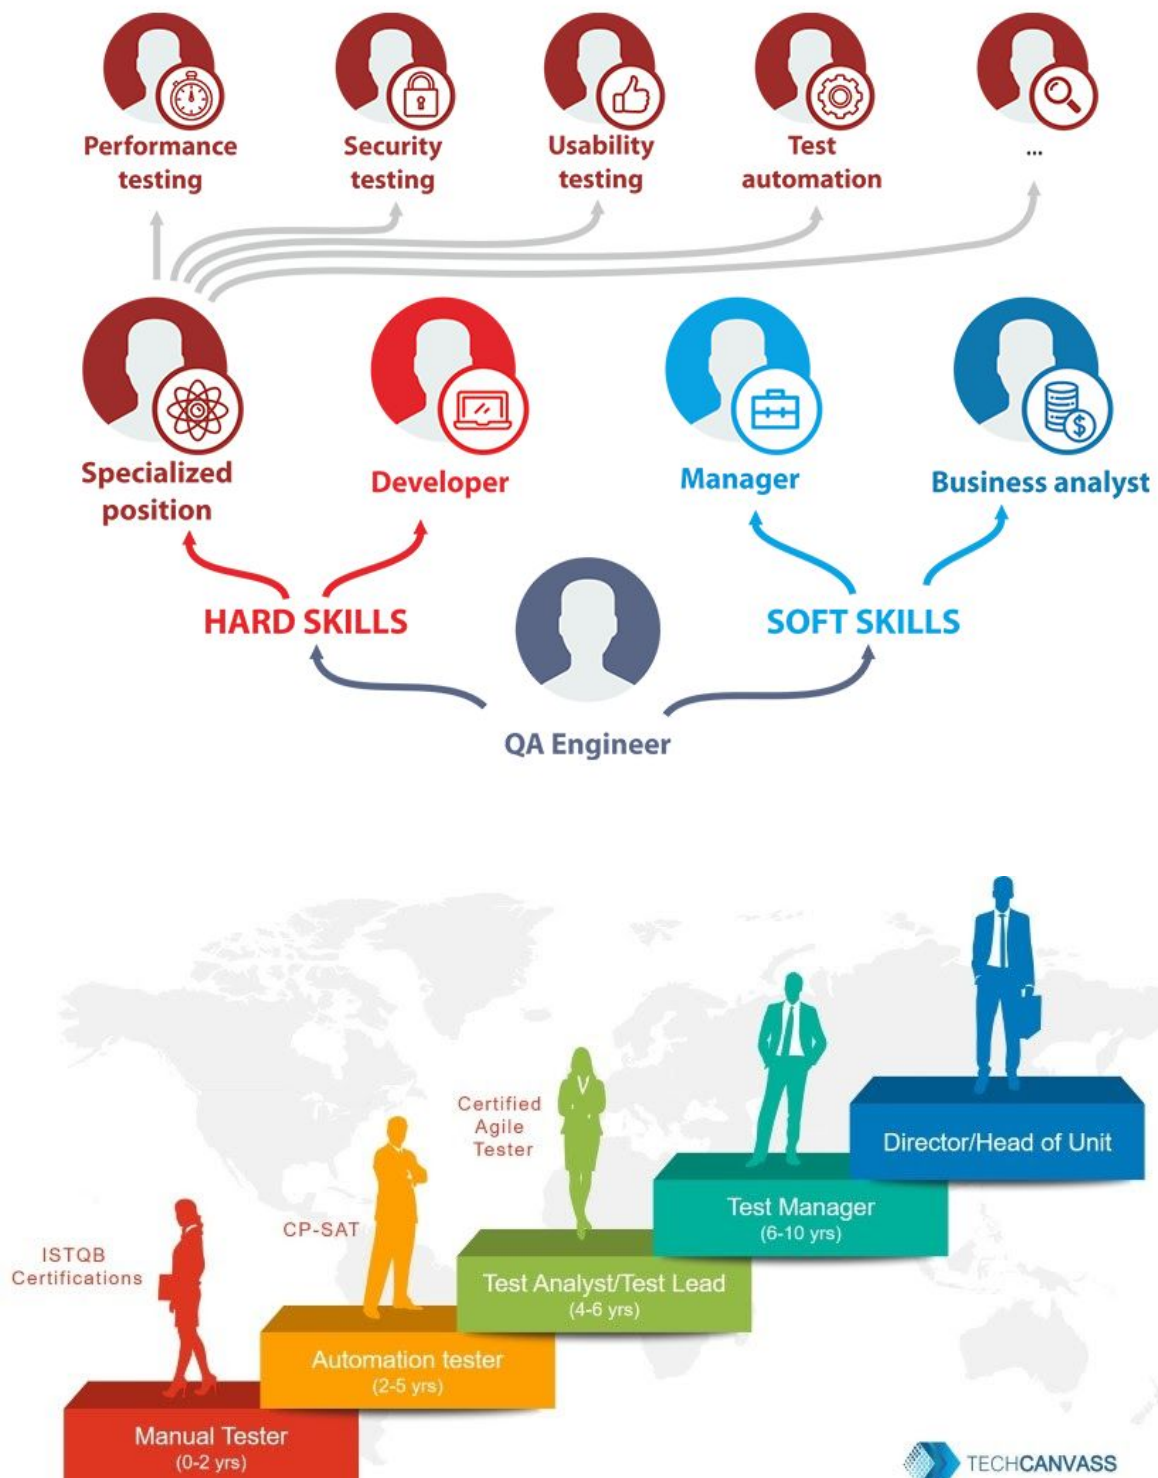 Performance
testing
Security
testing
Usability
testing
Test
automation
...
Specialized
position
Developer
Manager
Business analyst
HARD SKILLS
SOFT SKILLS
QA Engineer
Director/Head of Unit
Certified
Agile
Tester
Test Manager
(6-10 yrs)
CP-SAT
Test Analyst/Test Lead
(4-6 yrs)
ISTQB
Certifications
Automation tester
(2-5 yrs)
Manual Tester
(0-2 yrs)
TECHCANVASS